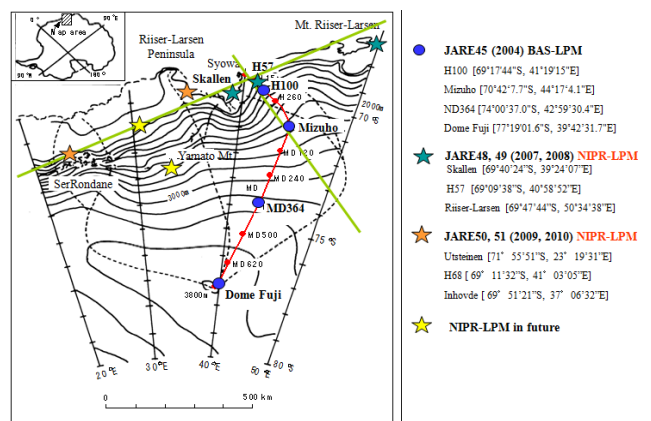 Map area
90°W
180°
Mt. Riiser-Larsen
Riiser-Larsen
Peninsula
Syowa
H57
Skallen
H100
H260
2000m
70°S
Mizuho
MD120
Yamato Mt.
MD240
SerRondane
3000m
MD
MD364
MD500
75°S
MD620
3800m
Dome Fuji
20°E
30°E
40°E
50°E
80°S
0
500 km
JARE45 (2004) BAS-LPM
H100 [69°17'44"S, 41°19'15"E]
Mizuho [70°42'7.7"S, 44°17'4.1"E]
ND364 [74°00'37.0"S, 42°59'30.4"E]
Dome Fuji [77°19'01.6"S, 39°42'31.7"E]
JARE48, 49 (2007, 2008) NIPR-LPM
Skallen [69°40'24"S, 39°24'07"E]
H57 [69°09'38"S, 40°58'52"E]
Riiser-Larsen [69°47'44"S, 50°34'38"E]
JARE50, 51 (2009, 2010) NIPR-LPM
Utsteinen [71° 55'51"S, 23° 19'31"E]
H68 [ 69° 11'32"S, 41° 03'05"E]
Inhovde [ 69° 51'21"S, 37° 06'32"E]
NIPR-LPM in future